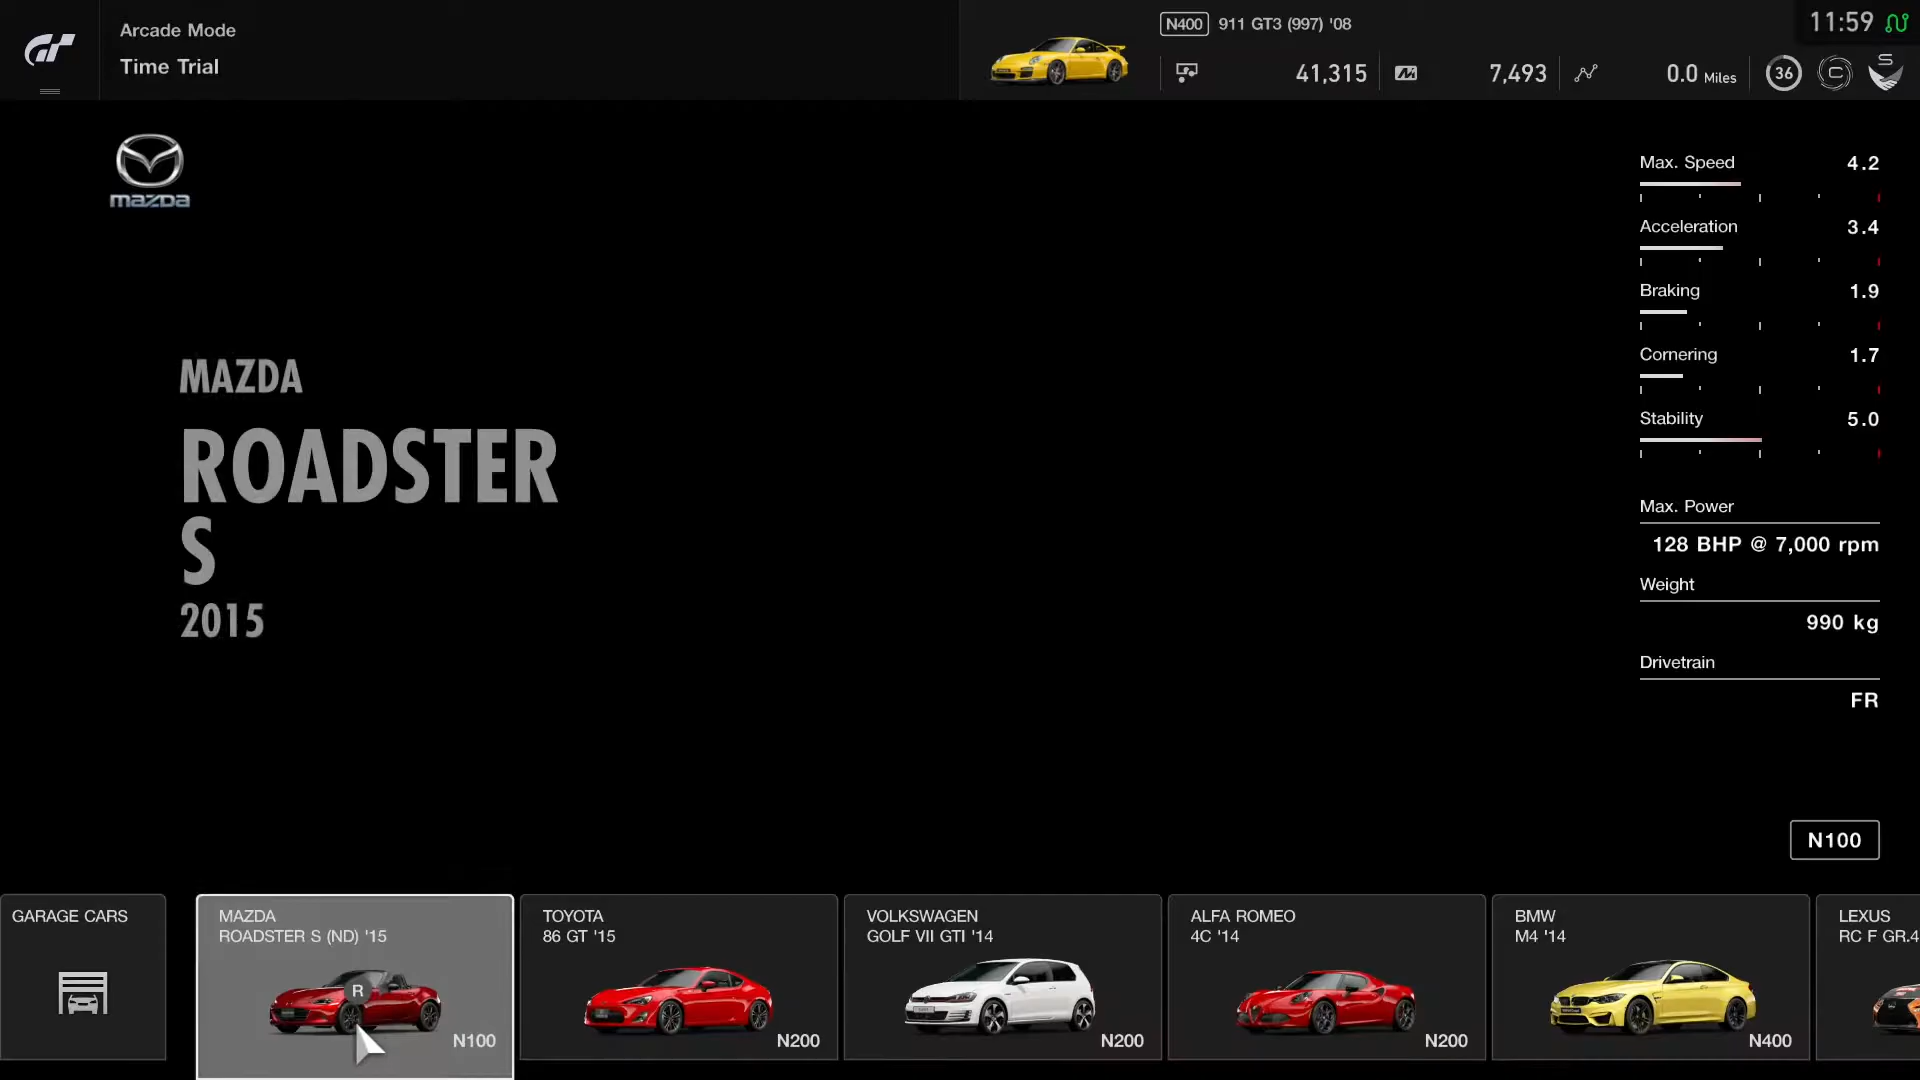 Arcade Mode
Time Trial
N400 911 GT3 (997) '08
11:59
41,315
7,493
0.0 Miles
36
C
S
mazda
MAZDA
ROADSTER
S
2015
Max. Speed 4.2
Acceleration 3.4
Braking 1.9
Cornering 1.7
Stability 5.0
Max. Power
128 BHP @ 7,000 rpm
Weight
990 kg
Drivetrain
FR
N100
GARAGE CARS
MAZDA
ROADSTER S (ND) '15
R
N100
TOYOTA
86 GT '15
N200
VOLKSWAGEN
GOLF VII GTI '14
N200
ALFA ROMEO
4C '14
N200
BMW
M4 '14
N400
LEXUS
RC F GR.4